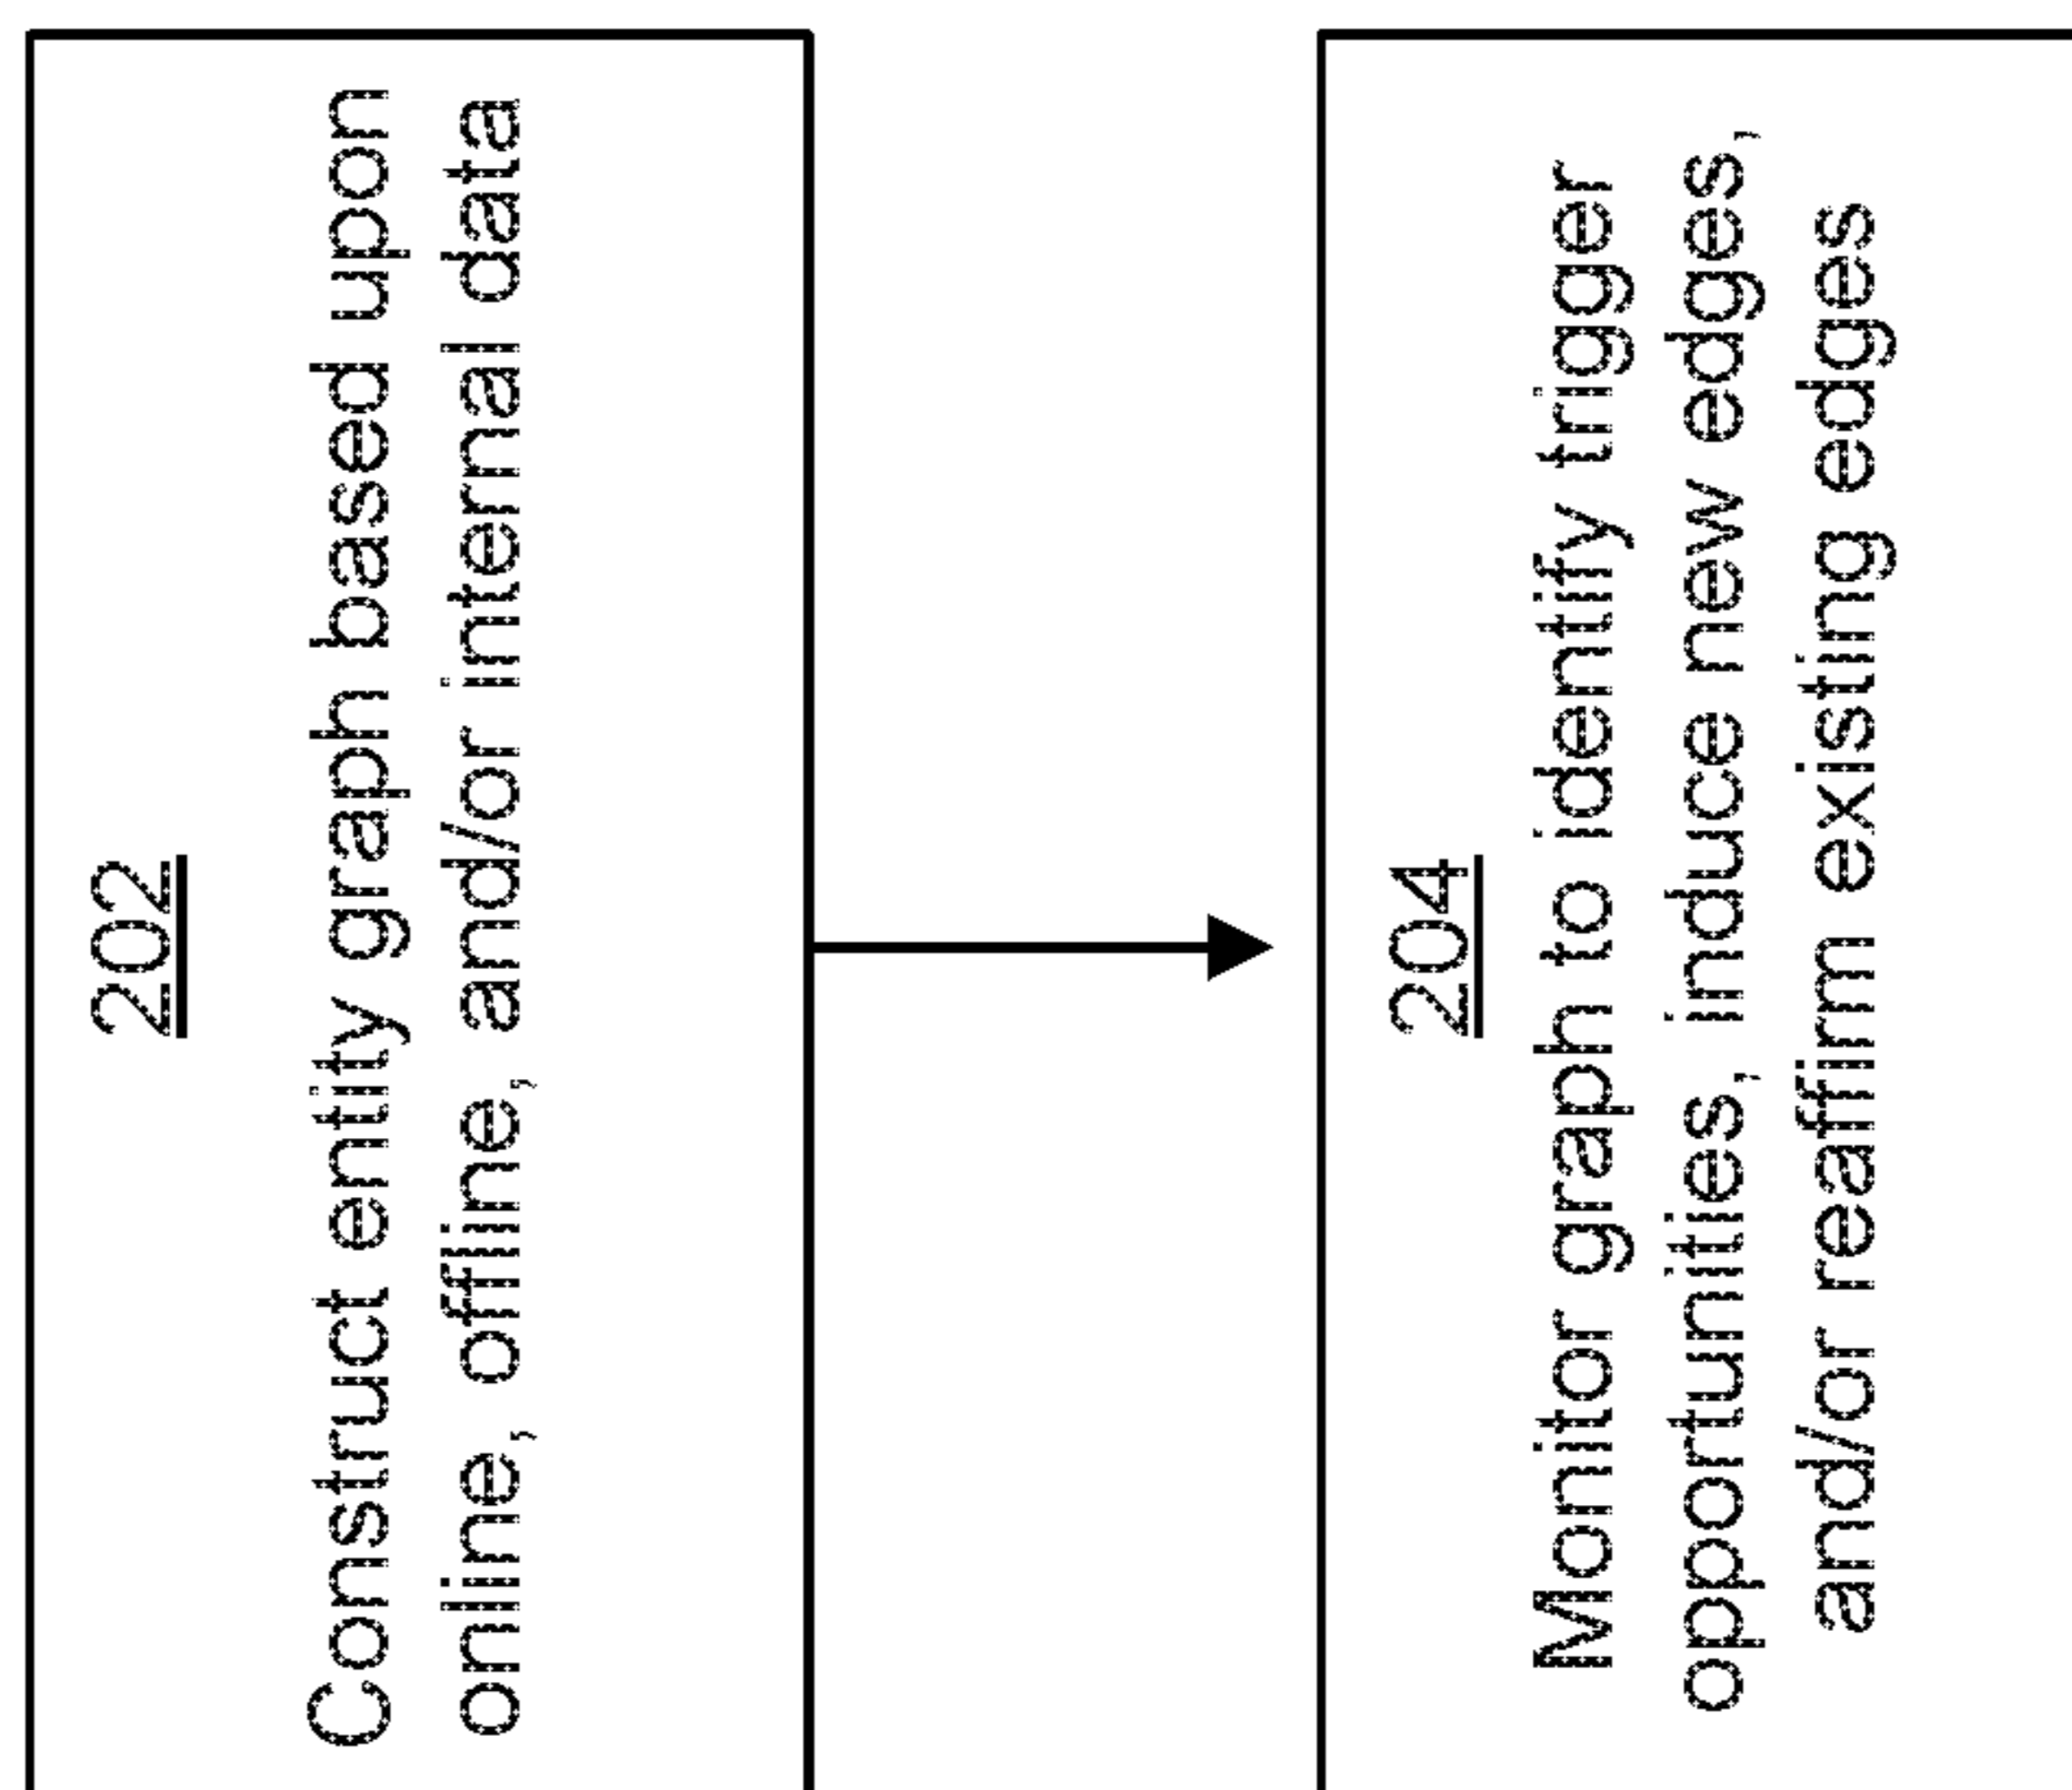 202
Construct entity graph based upon
online, offline, and/or internal data
204
Monitor graph to identify trigger
opportunities, induce new edges,
and/or reaffirm existing edges